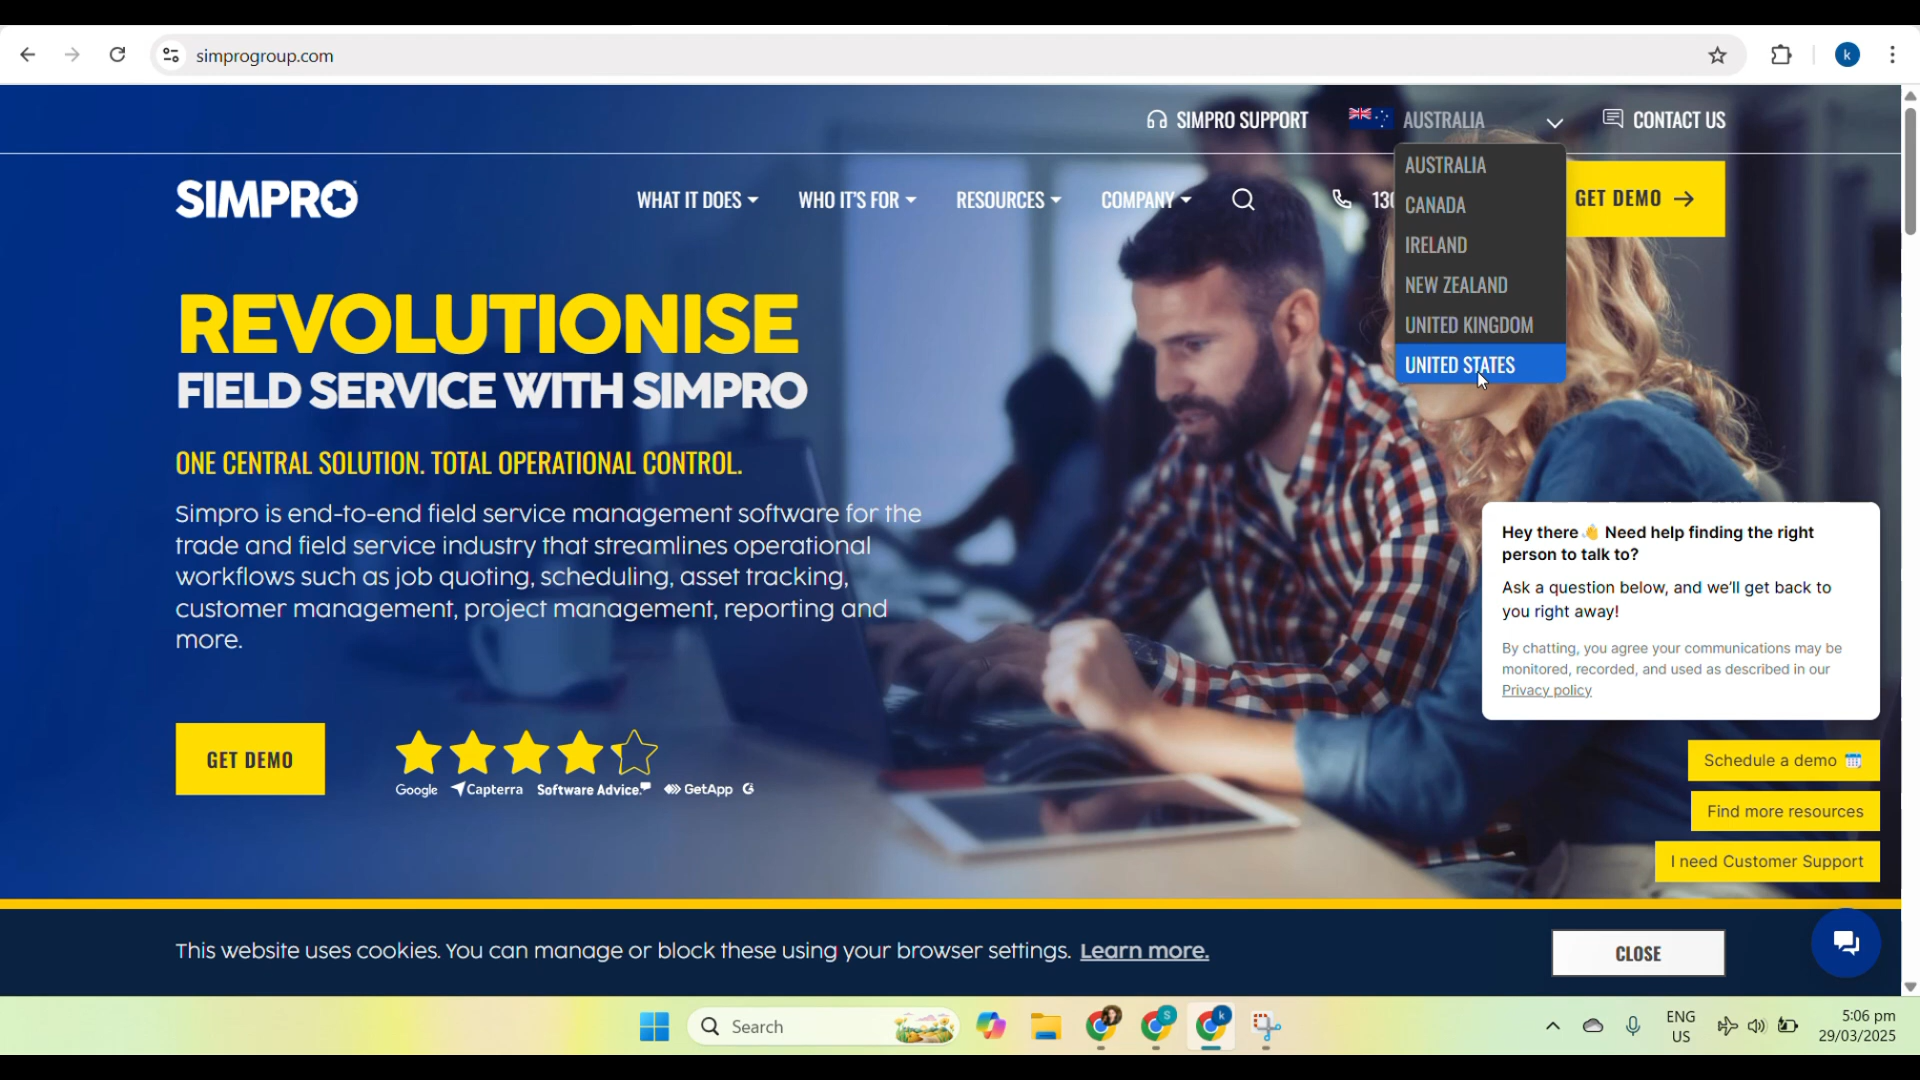 simprogroup.com
k
SIMPRO SUPPORT
AUSTRALIA
CONTACT US
AUSTRALIA
CANADA
IRELAND
NEW ZEALAND
UNITED KINGDOM
UNITED STATES
SIMPRO
WHAT IT DOES
WHO IT'S FOR
RESOURCES
COMPANY
GET DEMO
REVOLUTIONISE
FIELD SERVICE WITH SIMPRO
ONE CENTRAL SOLUTION. TOTAL OPERATIONAL CONTROL.
Simpro is end-to-end field service management software for the
trade and field service industry that streamlines operational
workflows such as job quoting, scheduling, asset tracking,
customer management, project management, reporting and
more.
GET DEMO
Google
Capterra
Software Advice.
GetApp
Hey there 👋 Need help finding the right
person to talk to?
Ask a question below, and we'll get back to
you right away!
By chatting, you agree your communications may be
monitored, recorded, and used as described in our
Privacy policy
Schedule a demo 📅
Find more resources
I need Customer Support
This website uses cookies. You can manage or block these using your browser settings. Learn more.
CLOSE
Search
S
k
ENG
US
5:06 pm
29/03/2025